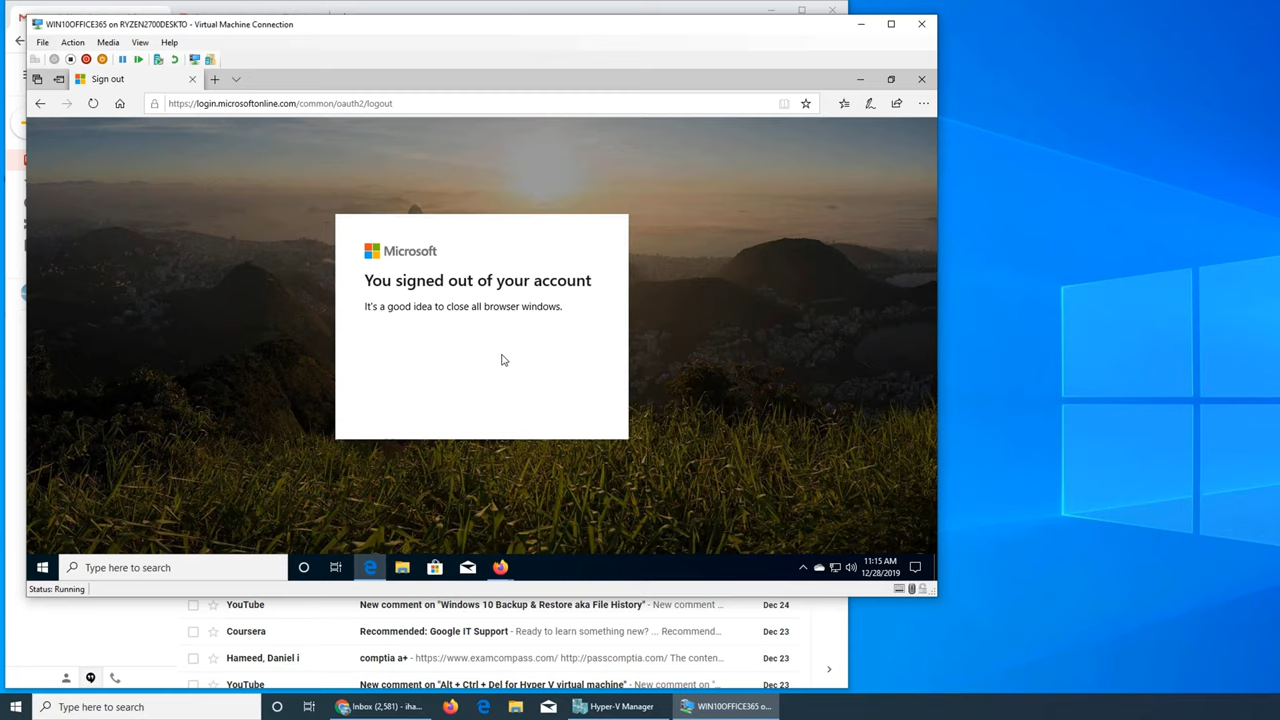 WIN10OFFICE365 on RYZEN2700DESKTO - Virtual Machine Connection
File Action Media View Help
Sign out
https://login.microsoftonline.com/common/oauth2/logout
Microsoft
You signed out of your account
It's a good idea to close all browser windows.
Type here to search
11:15 AM
12/28/2019
Status: Running
YouTube New comment on "Windows 10 Backup & Restore aka File History" - New comment ... Dec 24
Coursera Recommended: Google IT Support - Ready to learn something new? ... Recommend... Dec 23
Hameed, Daniel i comptia a+ - https://www.examcompass.com/ http://passcomptia.com/ The conten... Dec 23
YouTube New comment on "Alt + Ctrl + Del for Hyper V virtual machine" - New comment on "... Dec 23
Type here to search
Inbox (2,581) - iha...
Hyper-V Manager
WIN10OFFICE365 o...